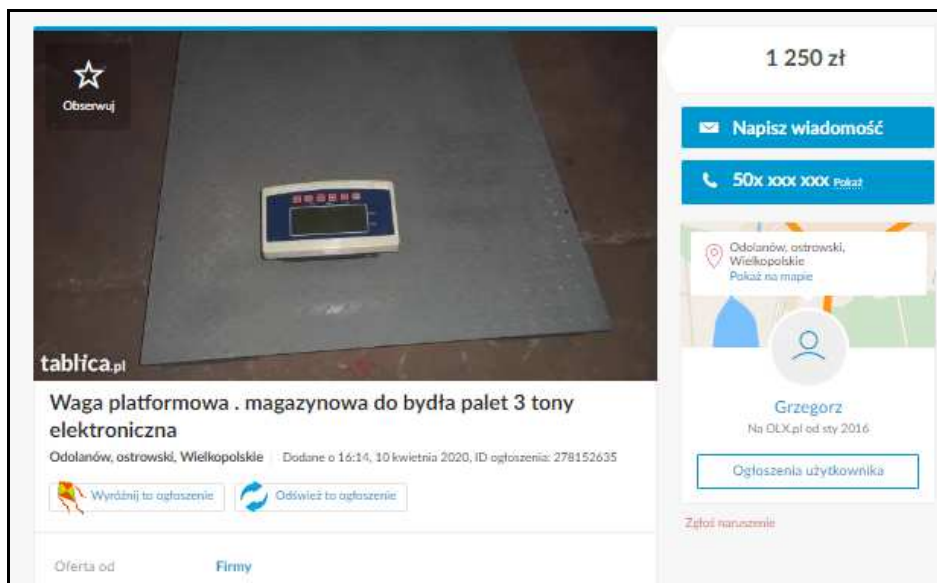 Obserwuj
tablica.pl
Waga platformowa . magazynowa do bydła palet 3 tony
elektroniczna
Odolanów, ostrowski, Wielkopolskie Dodane o 16:14, 10 kwietnia 2020, ID ogłoszenia: 278152635
Wyróżnij to ogłoszenie Odśwież to ogłoszenie
Oferta od Firmy
1 250 zł
Napisz wiadomość
50x xxx xxx Pokaż
Odolanów, ostrowski,
Wielkopolskie
Pokaż na mapie
Grzegorz
Na OLX.pl od sty 2016
Ogłoszenia użytkownika
Zgłoś naruszenie